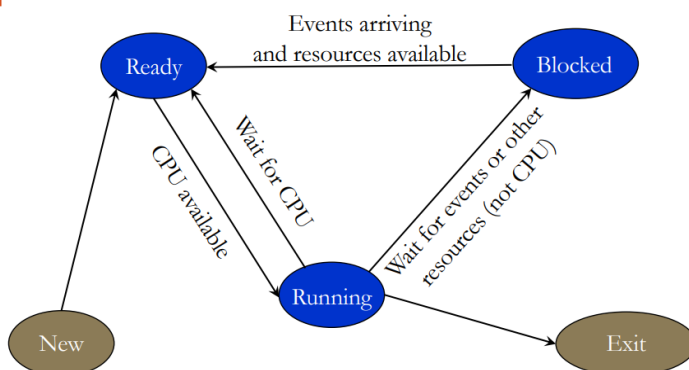 Events arriving
and resources available
Ready
Blocked
Wait for CPU
CPU available
Wait for events or other
resources (not CPU)
Running
New
Exit